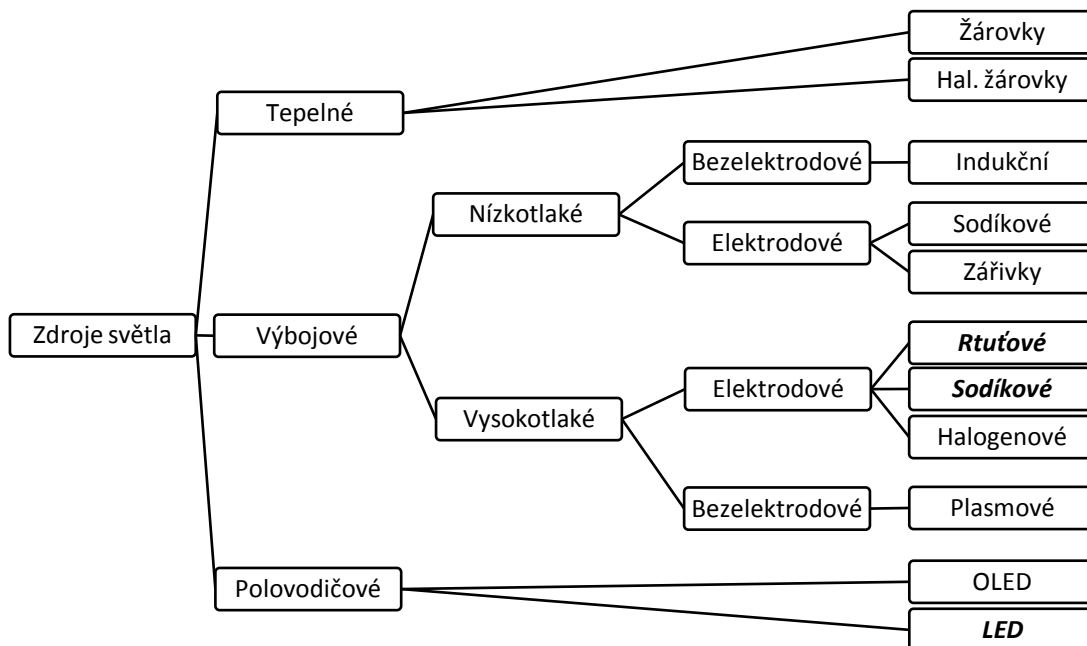 Žárovky
Hal. žárovky
Tepelné
Bezelektrodové
Indukční
Nízkotlaké
Elektrodové
Sodíkové
Zářivky
Zdroje světla
Výbojové
Rtuťové
Elektrodové
Sodíkové
Vysokotlaké
Halogenové
Bezelektrodové
Plasmové
Polovodičové
OLED
LED